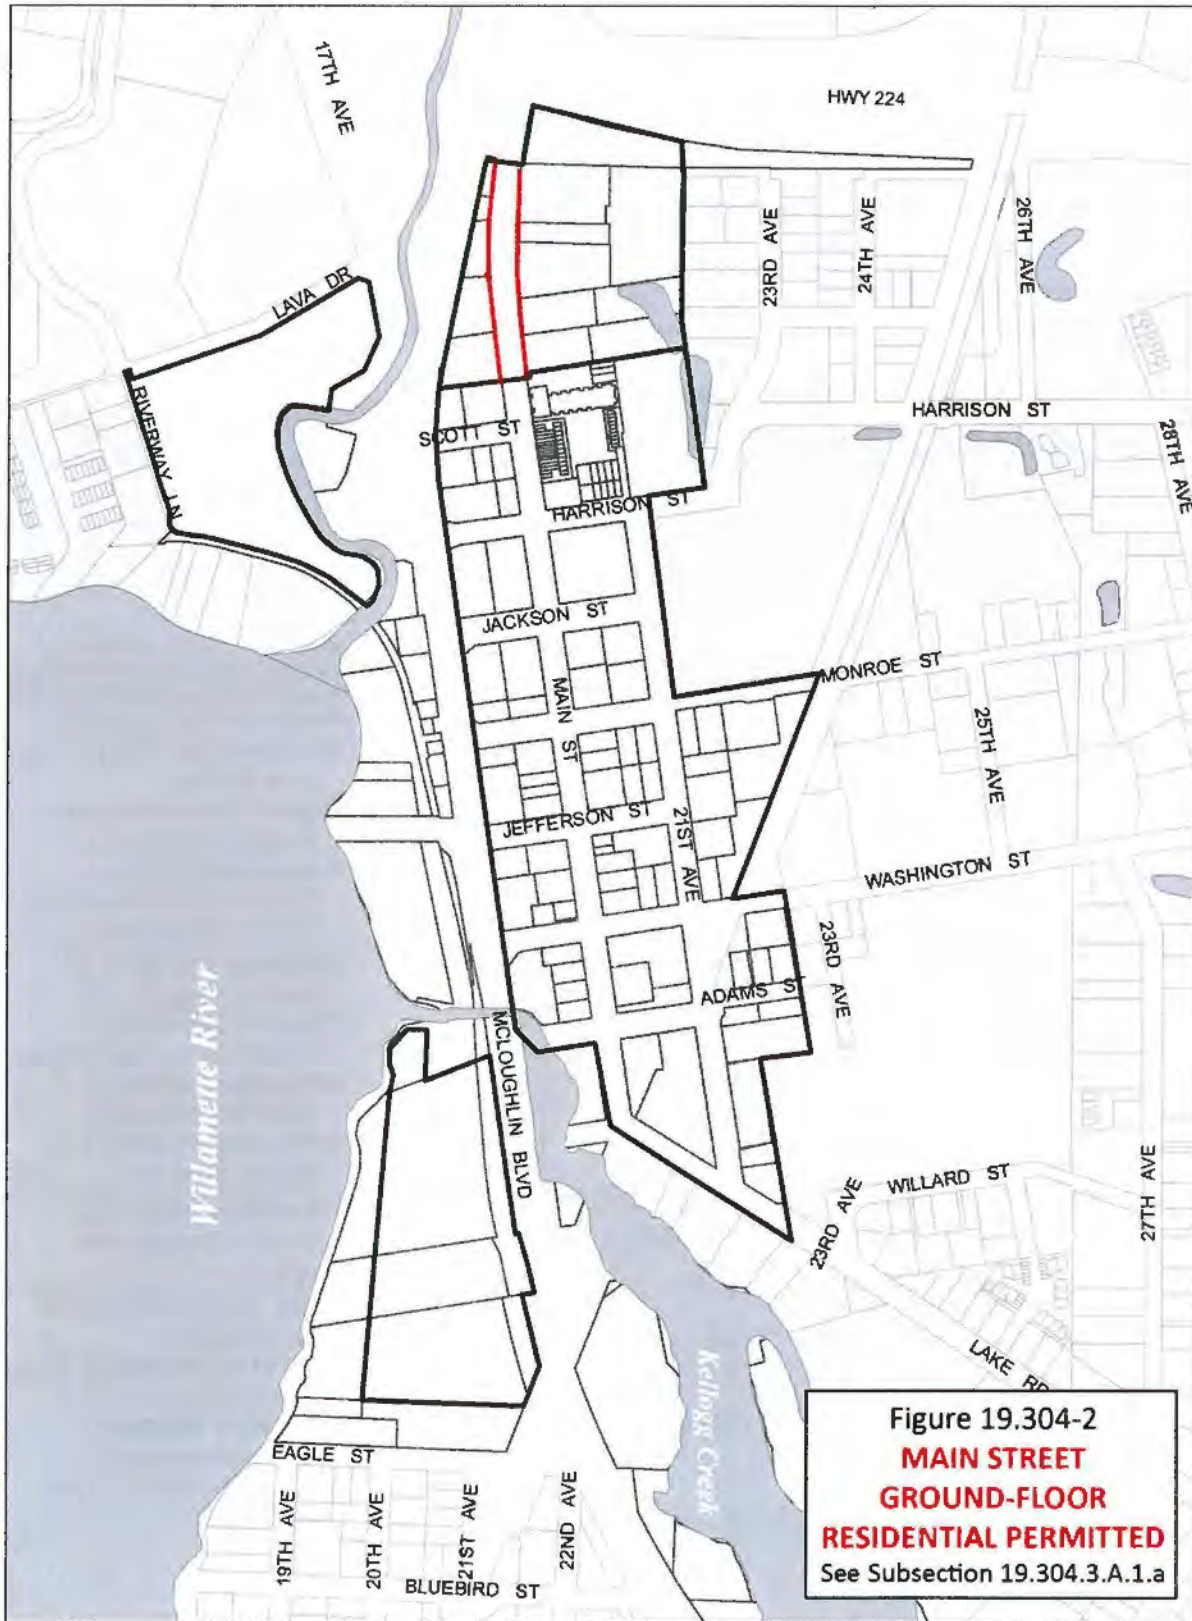 17TH AVE
HWY 224
23RD AVE
24TH AVE
26TH AVE
LAVA DR
RIVERWAY LN
SCOTT ST
HARRISON ST
28TH AVE
HARRISON ST
JACKSON ST
MAIN ST
MONROE ST
25TH AVE
JEFFERSON ST
21ST AVE
WASHINGTON ST
23RD AVE
ADAMS ST
Willamette River
MCLOUGHLIN BLVD
WILLARD ST
23RD AVE
27TH AVE
LAKE RD
Kellogg Creek
EAGLE ST
19TH AVE
20TH AVE
21ST AVE
22ND AVE
BLUEBIRD ST
Figure 19.304-2
MAIN STREET
GROUND-FLOOR
RESIDENTIAL PERMITTED
See Subsection 19.304.3.A.1.a